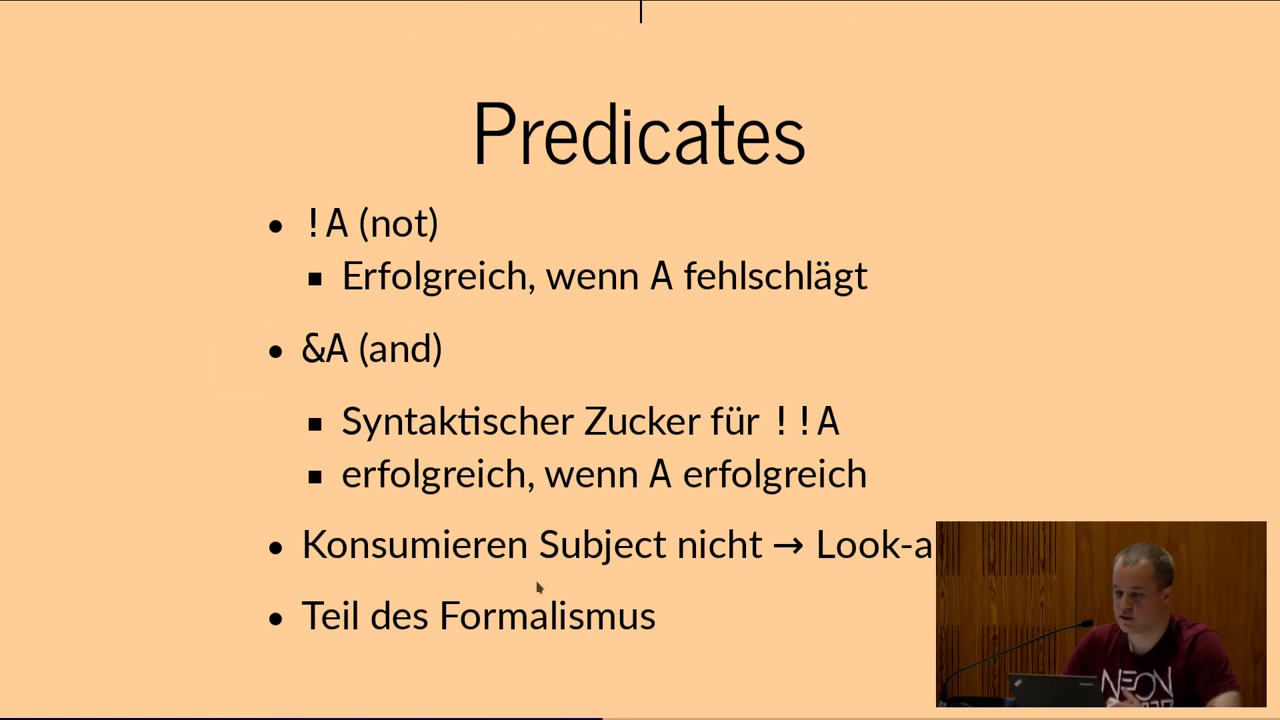 Predicates
• !A (not)
▪ Erfolgreich, wenn A fehlschlägt
• &A (and)
▪ Syntaktischer Zucker für !!A
▪ erfolgreich, wenn A erfolgreich
• Konsumieren Subject nicht → Look-a
• Teil des Formalismus
NEON